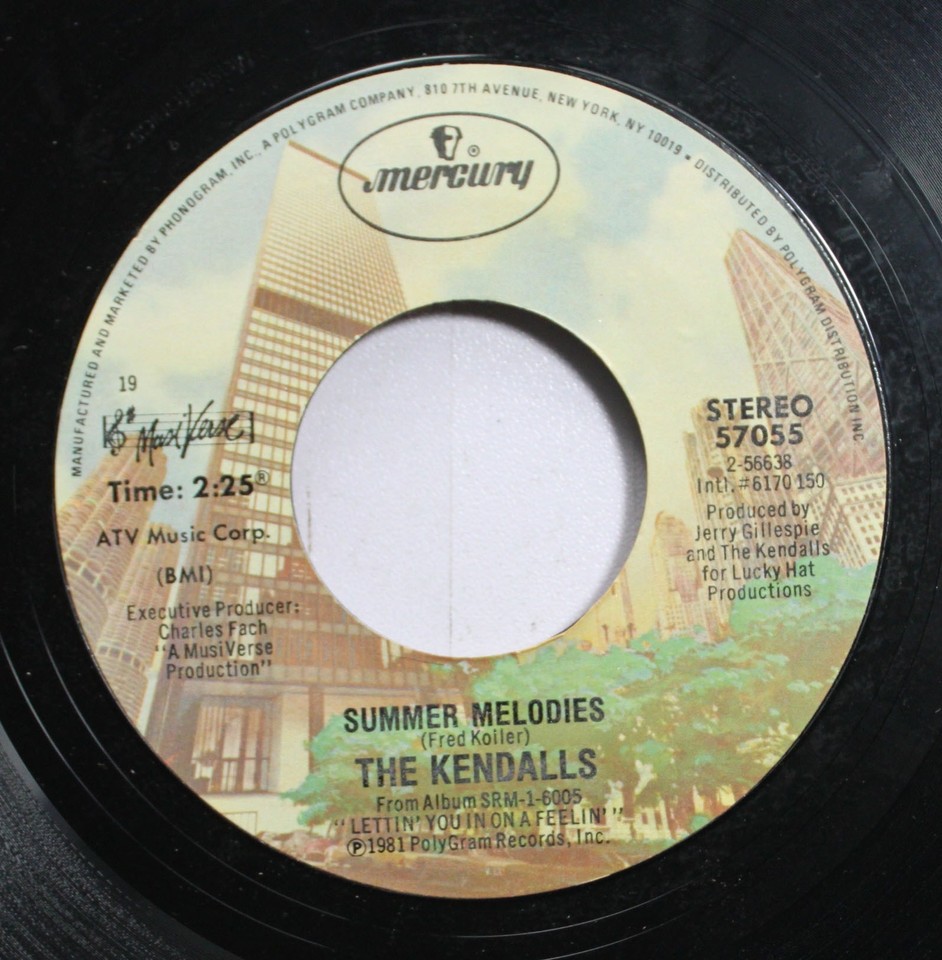 MANUFACTURED AND MARKETED BY PHONOGRAM, INC., A POLYGRAM COMPANY, 810 7TH AVENUE, NEW YORK, NY 10019 • DISTRIBUTED BY POLYGRAM DISTRIBUTION INC
mercury®
19
MusiVerse
Time: 2:25®
ATV Music Corp.
(BMI)
Executive Producer:
Charles Fach
"A MusiVerse
Production"
STEREO
57055
2-56638
Intl. #6170 150
Produced by
Jerry Gillespie
and The Kendalls
for Lucky Hat
Productions
SUMMER MELODIES
(Fred Koller)
THE KENDALLS
From Album SRM-1-6005
"LETTIN' YOU IN ON A FEELIN'"
Ⓟ1981 PolyGram Records, Inc.